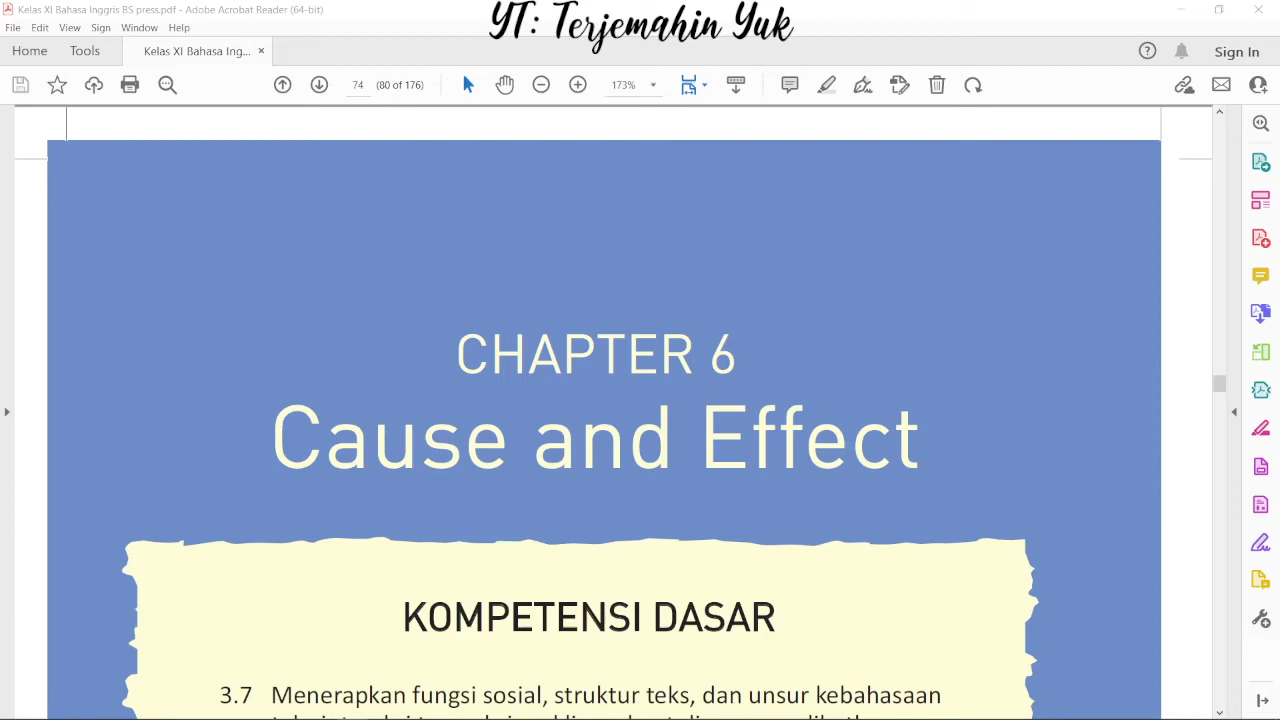 Kelas XI Bahasa Inggris BS press.pdf - Adobe Acrobat Reader (64-bit)
YT: Terjemahin Yuk
File Edit View Sign Window Help
Home Tools Kelas XI Bahasa Ing... × Sign In
74 (80 of 176) 173%
CHAPTER 6
Cause and Effect
KOMPETENSI DASAR
3.7 Menerapkan fungsi sosial, struktur teks, dan unsur kebahasaan